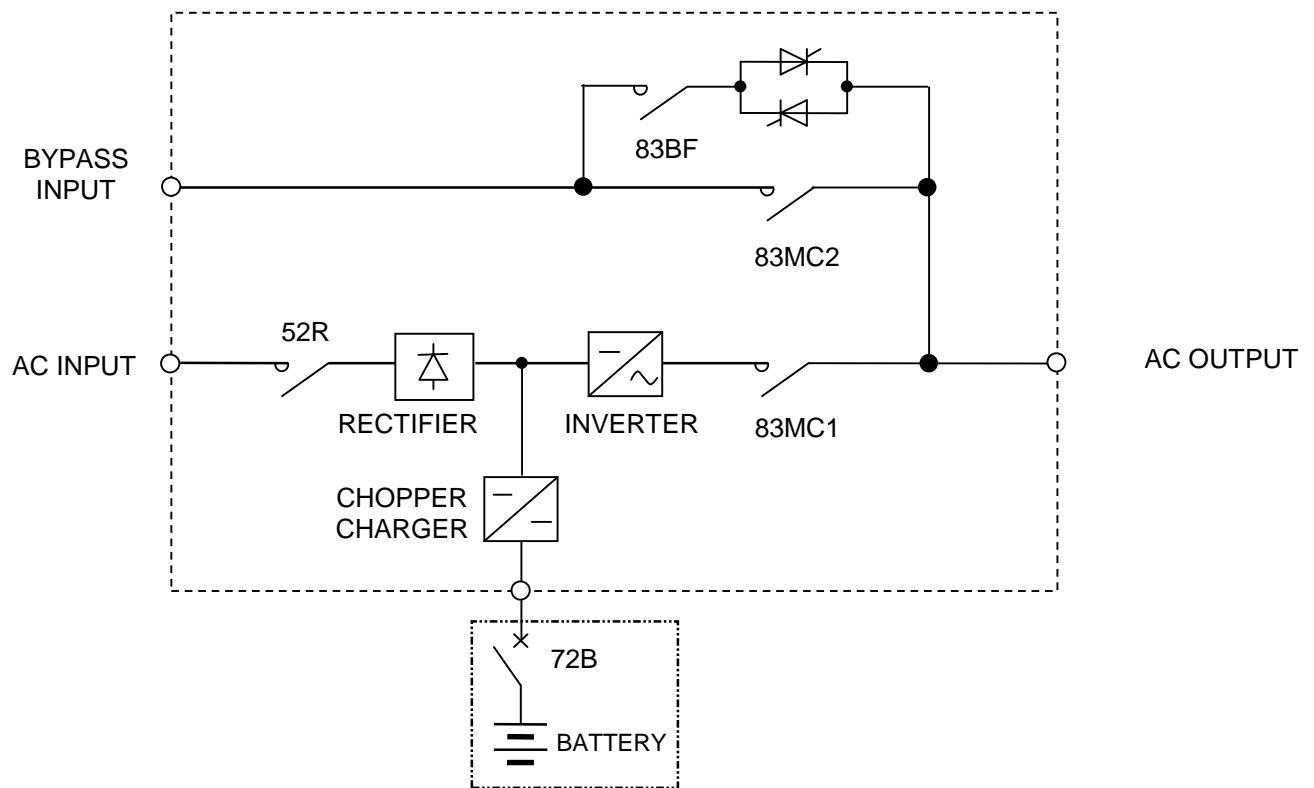 83BF
BYPASS
INPUT
83MC2
52R
AC INPUT
AC OUTPUT
RECTIFIER
INVERTER
83MC1
CHOPPER
CHARGER
72B
BATTERY